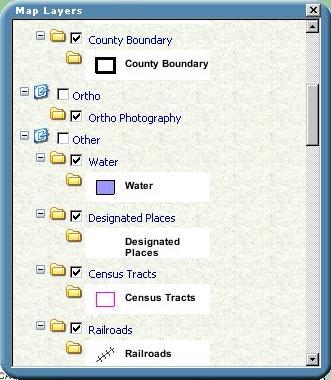 Map Layers
County Boundary
County Boundary
Ortho
Ortho Photography
Other
Water
Water
Designated Places
Designated
Places
Census Tracts
Census Tracts
Railroads
Railroads